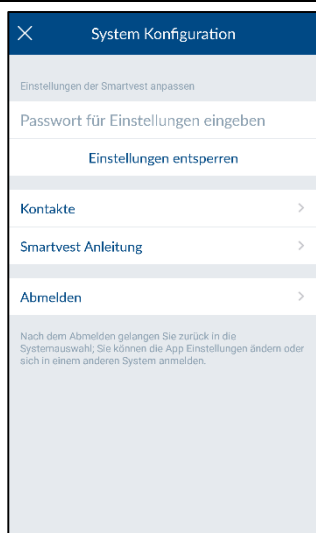 System Konfiguration
Einstellungen der Smartvest anpassen
Passwort für Einstellungen eingeben
Einstellungen entsperren
Kontakte
Smartvest Anleitung
Abmelden
Nach dem Abmelden gelangen Sie zurück in die
Systemauswahl; Sie können die App Einstellungen ändern oder
sich in einem anderen System anmelden.